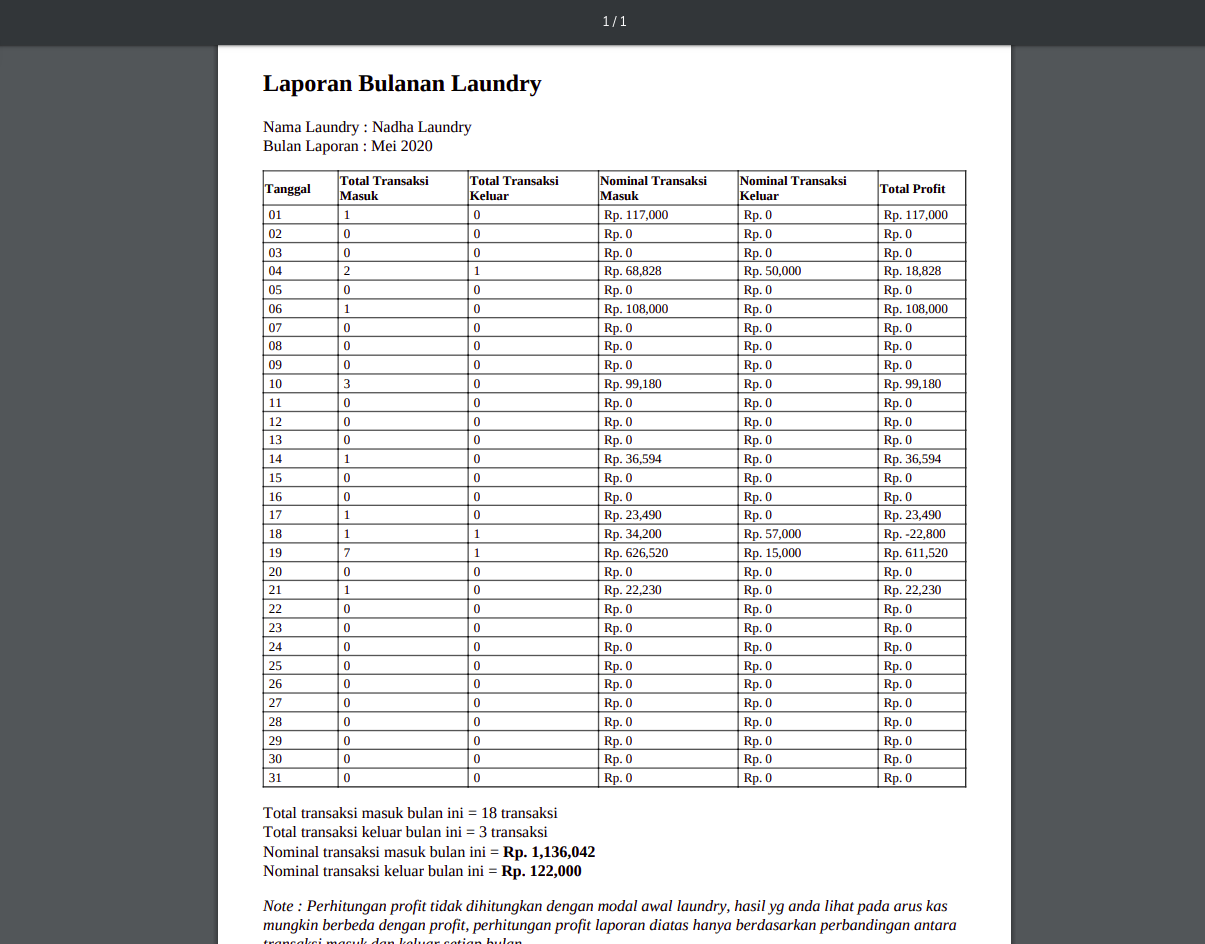 1 / 1
Laporan Bulanan Laundry
Nama Laundry : Nadha Laundry
Bulan Laporan : Mei 2020
Tanggal Total Transaksi Masuk Total Transaksi Keluar Nominal Transaksi Masuk Nominal Transaksi Keluar Total Profit
01 1 0 Rp. 117,000 Rp. 0 Rp. 117,000
02 0 0 Rp. 0 Rp. 0 Rp. 0
03 0 0 Rp. 0 Rp. 0 Rp. 0
04 2 1 Rp. 68,828 Rp. 50,000 Rp. 18,828
05 0 0 Rp. 0 Rp. 0 Rp. 0
06 1 0 Rp. 108,000 Rp. 0 Rp. 108,000
07 0 0 Rp. 0 Rp. 0 Rp. 0
08 0 0 Rp. 0 Rp. 0 Rp. 0
09 0 0 Rp. 0 Rp. 0 Rp. 0
10 3 0 Rp. 99,180 Rp. 0 Rp. 99,180
11 0 0 Rp. 0 Rp. 0 Rp. 0
12 0 0 Rp. 0 Rp. 0 Rp. 0
13 0 0 Rp. 0 Rp. 0 Rp. 0
14 1 0 Rp. 36,594 Rp. 0 Rp. 36,594
15 0 0 Rp. 0 Rp. 0 Rp. 0
16 0 0 Rp. 0 Rp. 0 Rp. 0
17 1 0 Rp. 23,490 Rp. 0 Rp. 23,490
18 1 1 Rp. 34,200 Rp. 57,000 Rp. -22,800
19 7 1 Rp. 626,520 Rp. 15,000 Rp. 611,520
20 0 0 Rp. 0 Rp. 0 Rp. 0
21 1 0 Rp. 22,230 Rp. 0 Rp. 22,230
22 0 0 Rp. 0 Rp. 0 Rp. 0
23 0 0 Rp. 0 Rp. 0 Rp. 0
24 0 0 Rp. 0 Rp. 0 Rp. 0
25 0 0 Rp. 0 Rp. 0 Rp. 0
26 0 0 Rp. 0 Rp. 0 Rp. 0
27 0 0 Rp. 0 Rp. 0 Rp. 0
28 0 0 Rp. 0 Rp. 0 Rp. 0
29 0 0 Rp. 0 Rp. 0 Rp. 0
30 0 0 Rp. 0 Rp. 0 Rp. 0
31 0 0 Rp. 0 Rp. 0 Rp. 0
Total transaksi masuk bulan ini = 18 transaksi
Total transaksi keluar bulan ini = 3 transaksi
Nominal transaksi masuk bulan ini = Rp. 1,136,042
Nominal transaksi keluar bulan ini = Rp. 122,000
Note : Perhitungan profit tidak dihitungkan dengan modal awal laundry, hasil yg anda lihat pada arus kas
mungkin berbeda dengan profit, perhitungan profit laporan diatas hanya berdasarkan perbandingan antara
transaksi masuk dan keluar setiap bulan